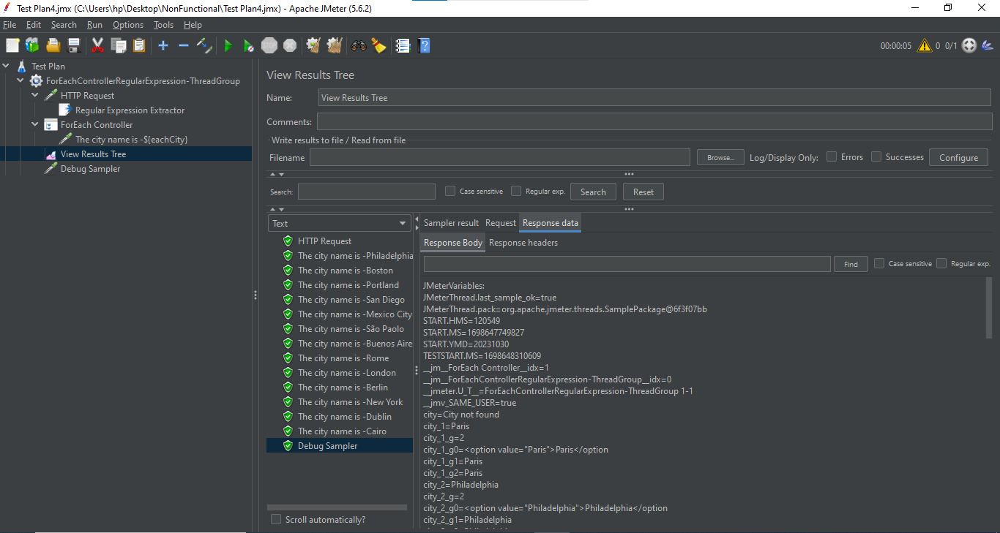 Test Plan4.jmx (C:\Users\hp\Desktop\NonFunctional\Test Plan4.jmx) - Apache JMeter (5.6.2)
File Edit Search Run Options Tools Help
STOP
00:00:05 0 0/1
Test Plan
ForEachControllerRegularExpression-ThreadGroup
HTTP Request
Regular Expression Extractor
ForEach Controller
The city name is -${eachCity}
View Results Tree
Debug Sampler
View Results Tree
Name: View Results Tree
Comments:
Write results to file / Read from file
Filename Browse... Log/Display Only: Errors Successes Configure
Search: Case sensitive Regular exp. Search Reset
Text
HTTP Request
The city name is -Philadelphia
The city name is -Boston
The city name is -Portland
The city name is -San Diego
The city name is -Mexico City
The city name is -São Paolo
The city name is -Buenos Aire
The city name is -Rome
The city name is -London
The city name is -Berlin
The city name is -New York
The city name is -Dublin
The city name is -Cairo
Debug Sampler
Scroll automatically?
Sampler result Request Response data
Response Body Response headers
Find Case sensitive Regular exp.
JMeterVariables:
JMeterThread.last_sample_ok=true
JMeterThread.pack=org.apache.jmeter.threads.SamplePackage@6f3f07bb
START.HMS=120549
START.MS=1698647749827
START.YMD=20231030
TESTSTART.MS=1698648310609
__jm__ForEach Controller__idx=1
__jm__ForEachControllerRegularExpression-ThreadGroup__idx=0
__jmeter.U_T__=ForEachControllerRegularExpression-ThreadGroup 1-1
__jmv_SAME_USER=true
city=City not found
city_1=Paris
city_1_g=2
city_1_g0=<option value="Paris">Paris</option
city_1_g1=Paris
city_1_g2=Paris
city_2=Philadelphia
city_2_g=2
city_2_g0=<option value="Philadelphia">Philadelphia</option
city_2_g1=Philadelphia